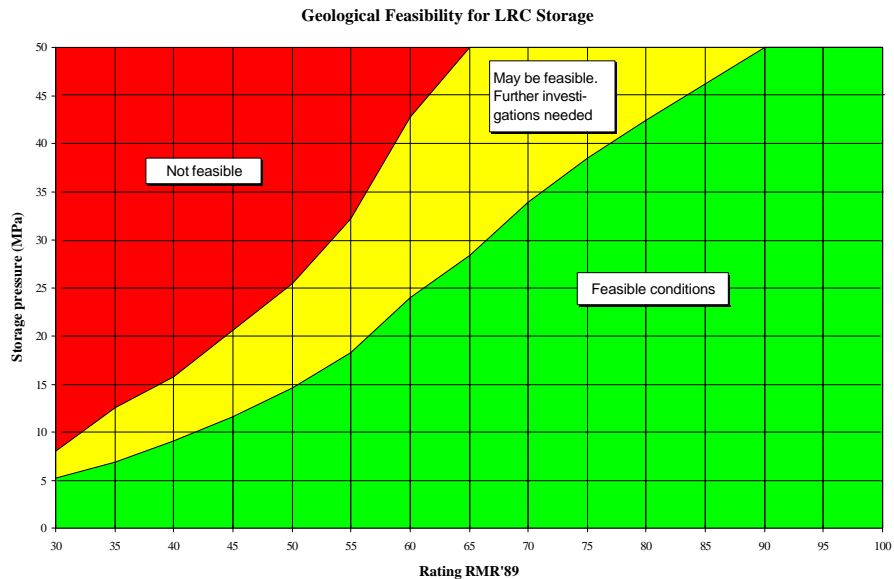 Geological Feasibility for LRC Storage
50
45
40
35
30
25
20
15
10
5
0
Storage pressure (MPa)
Not feasible
May be feasible.
Further investi-
gations needed
Feasible conditions
30 35 40 45 50 55 60 65 70 75 80 85 90 95 100
Rating RMR'89